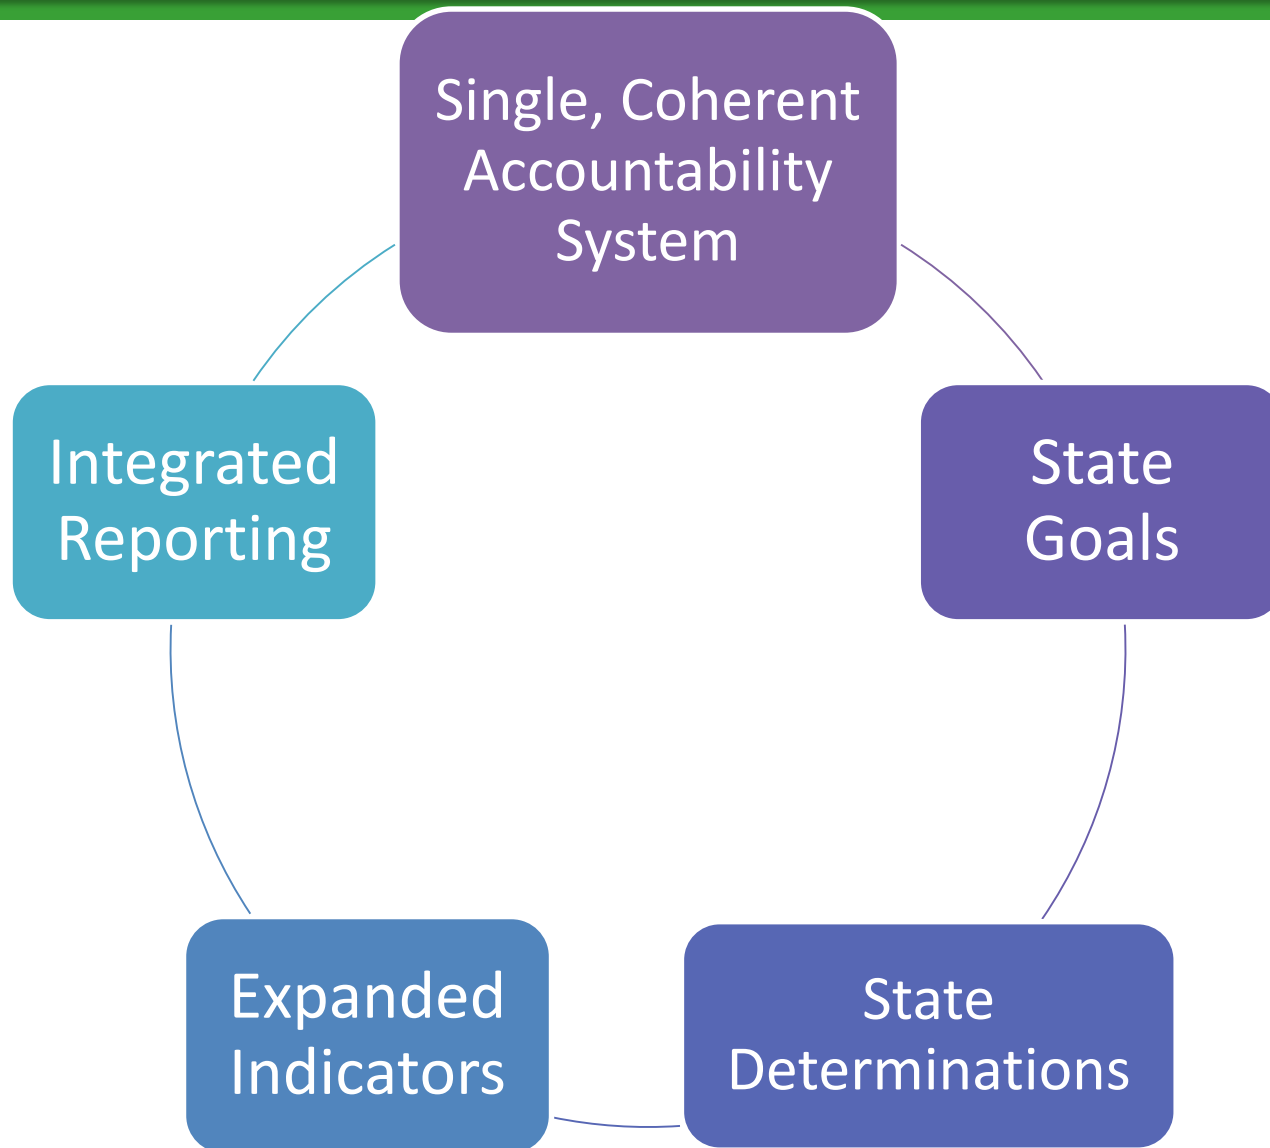 Single, Coherent
Accountability
System
Integrated
Reporting
State
Goals
Expanded
Indicators
State
Determinations